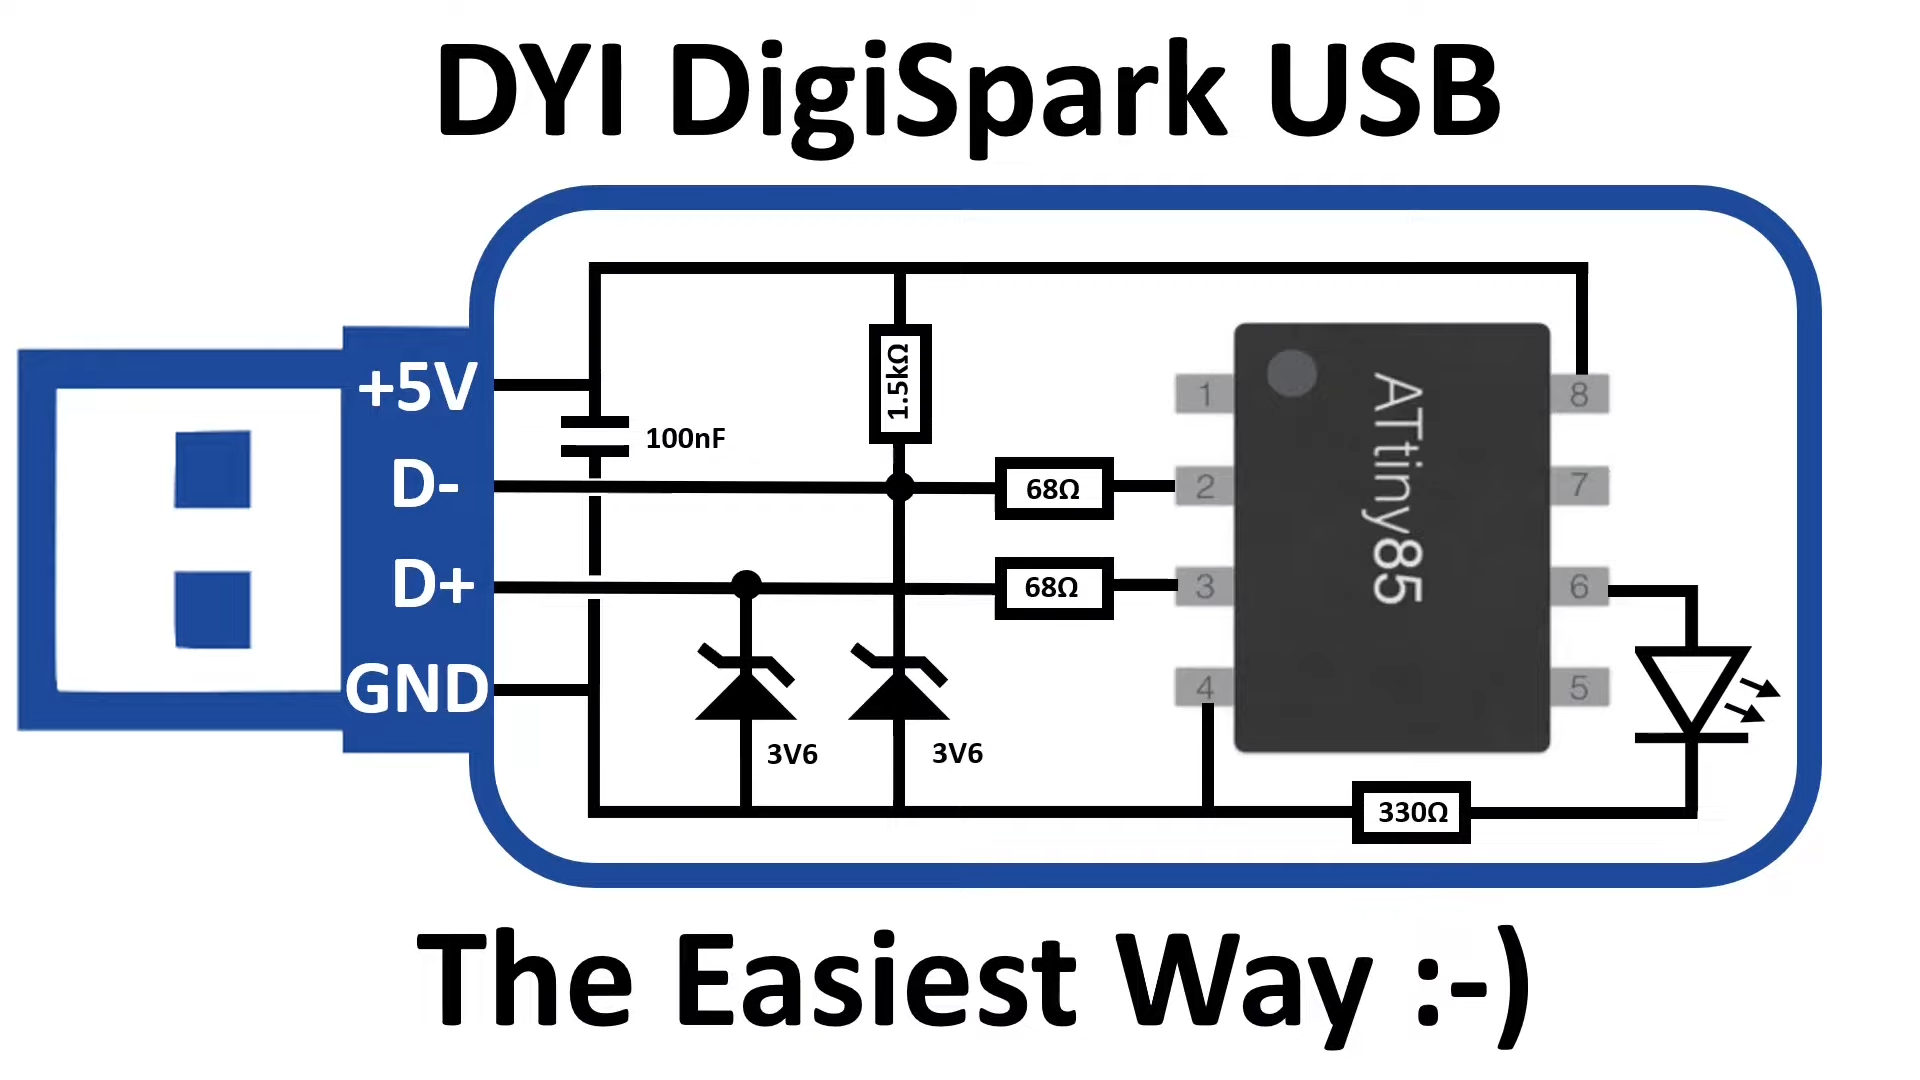 DYI DigiSpark USB
+5V
D-
D+
GND
100nF
1.5kΩ
68Ω
68Ω
3V6
3V6
ATtiny85
1
2
3
4
8
7
6
5
330Ω
The Easiest Way :-)